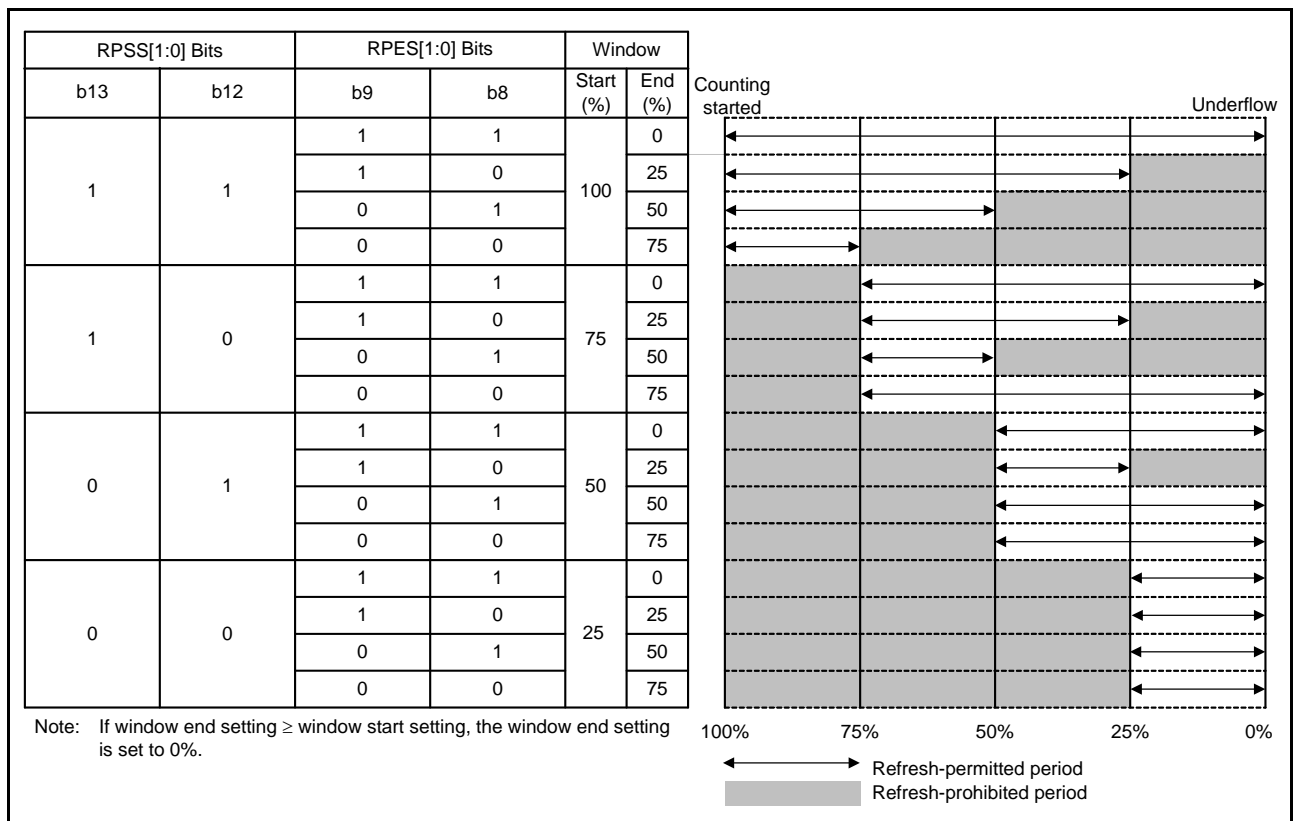 RPSS[1:0] Bits RPES[1:0] Bits Window
b13 b12 b9 b8 Start (%) End (%)
Counting started
Underflow
1 1 1 1 100 0
1 0 25
0 1 50
0 0 75
1 0 1 1 75 0
1 0 25
0 1 50
0 0 75
0 1 1 1 50 0
1 0 25
0 1 50
0 0 75
0 0 1 1 25 0
1 0 25
0 1 50
0 0 75
Note: If window end setting ≥ window start setting, the window end setting
is set to 0%.
100% 75% 50% 25% 0%
Refresh-permitted period
Refresh-prohibited period